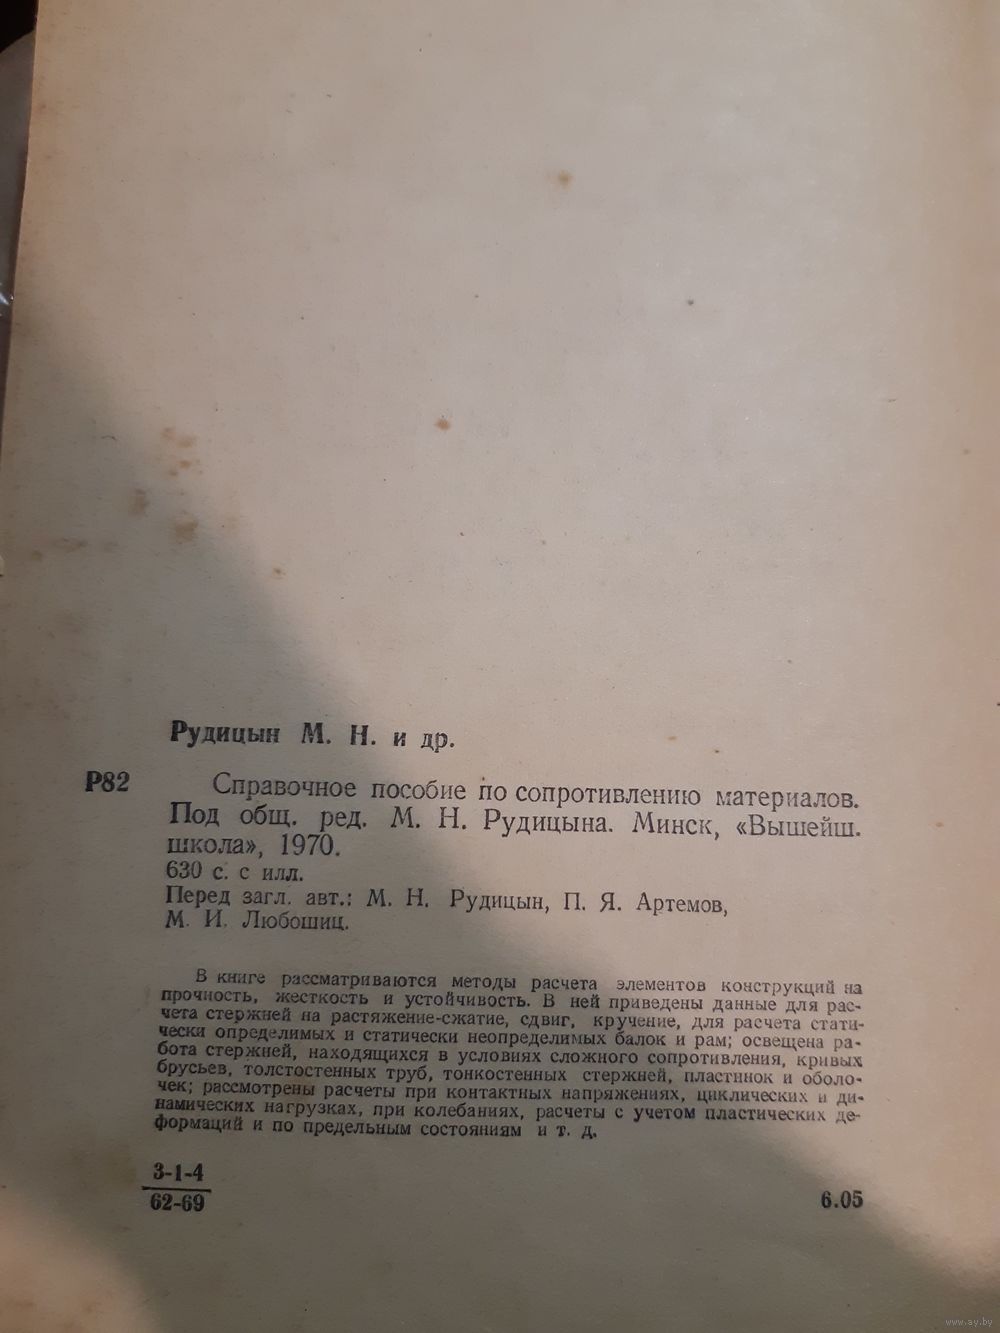 Рудицын М. Н. и др.
Р82
Справочное пособие по сопротивлению материалов.
Под общ. ред. М. Н. Рудицына. Минск, «Вышейш.
школа», 1970.
630 с. с илл.
Перед загл. авт.: М. Н. Рудицын, П. Я. Артемов,
М. И. Любошиц.
В книге рассматриваются методы расчета элементов конструкций на
прочность, жесткость и устойчивость. В ней приведены данные для рас-
чета стержней на растяжение-сжатие, сдвиг, кручение, для расчета стати-
чески определимых и статически неопределимых балок и рам; освещена ра-
бота стержней, находящихся в условиях сложного сопротивления, кривых
брусьев, толстостенных труб, тонкостенных стержней, пластинок и оболо-
чек; рассмотрены расчеты при контактных напряжениях, циклических и ди-
намических нагрузках, при колебаниях, расчеты с учетом пластических де-
формаций и по предельным состояниям и т. д.
3-1-4
62-69
6.05
www.ay.by